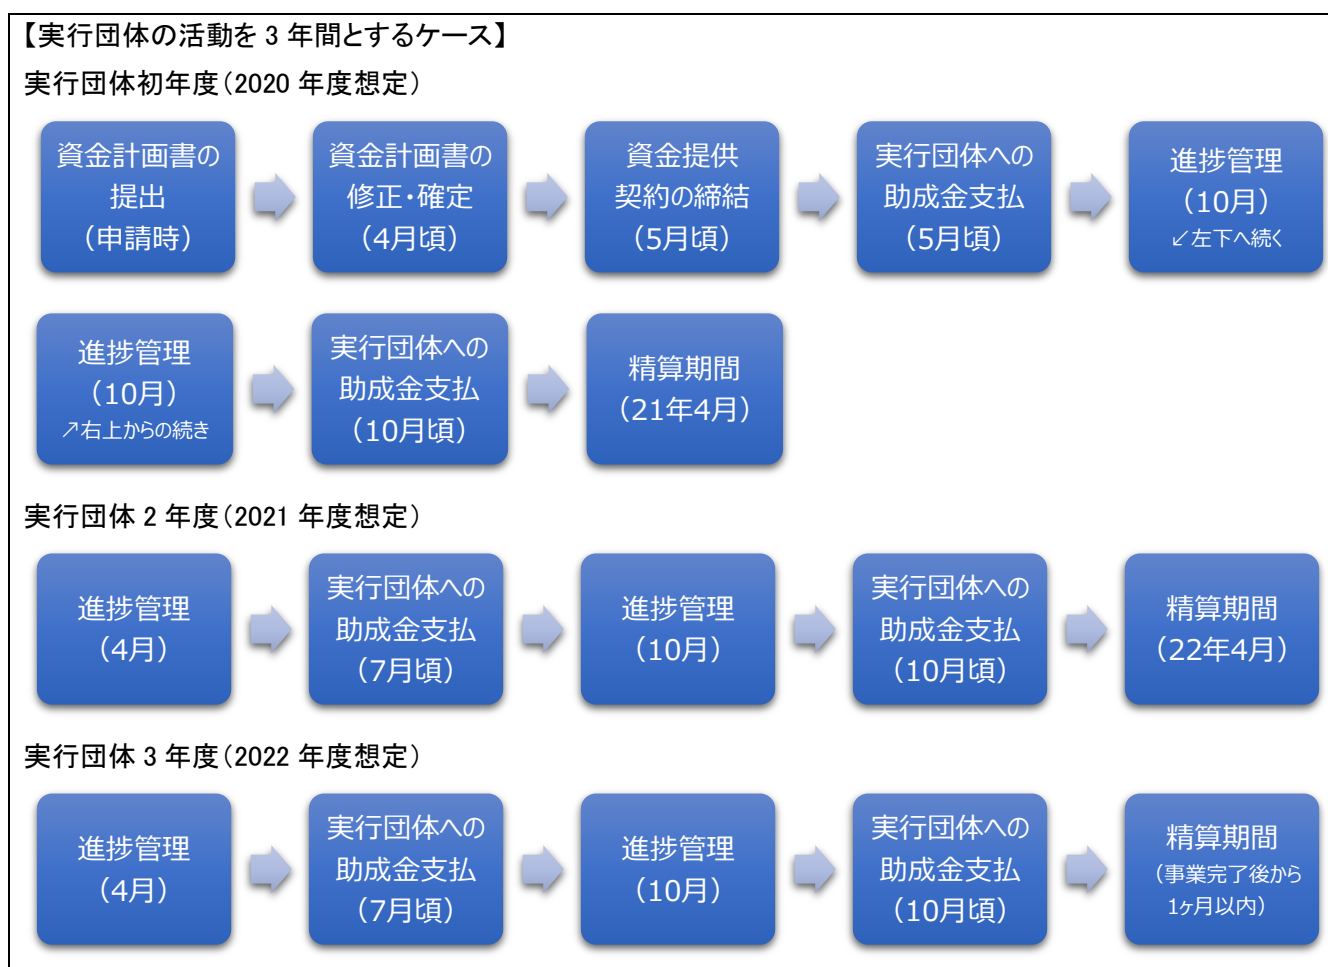 【実行団体の活動を 3 年間とするケース】
実行団体初年度(2020 年度想定)
資金計画書の
提出
(申請時)
資金計画書の
修正・確定
(4月頃)
資金提供
契約の締結
(5月頃)
実行団体への
助成金支払
(5月頃)
進捗管理
(10月)
↙左下へ続く
進捗管理
(10月)
↗右上からの続き
実行団体への
助成金支払
(10月頃)
精算期間
(21年4月)
実行団体 2 年度(2021 年度想定)
進捗管理
(4月)
実行団体への
助成金支払
(7月頃)
進捗管理
(10月)
実行団体への
助成金支払
(10月頃)
精算期間
(22年4月)
実行団体 3 年度(2022 年度想定)
進捗管理
(4月)
実行団体への
助成金支払
(7月頃)
進捗管理
(10月)
実行団体への
助成金支払
(10月頃)
精算期間
(事業完了後から
1ヶ月以内)